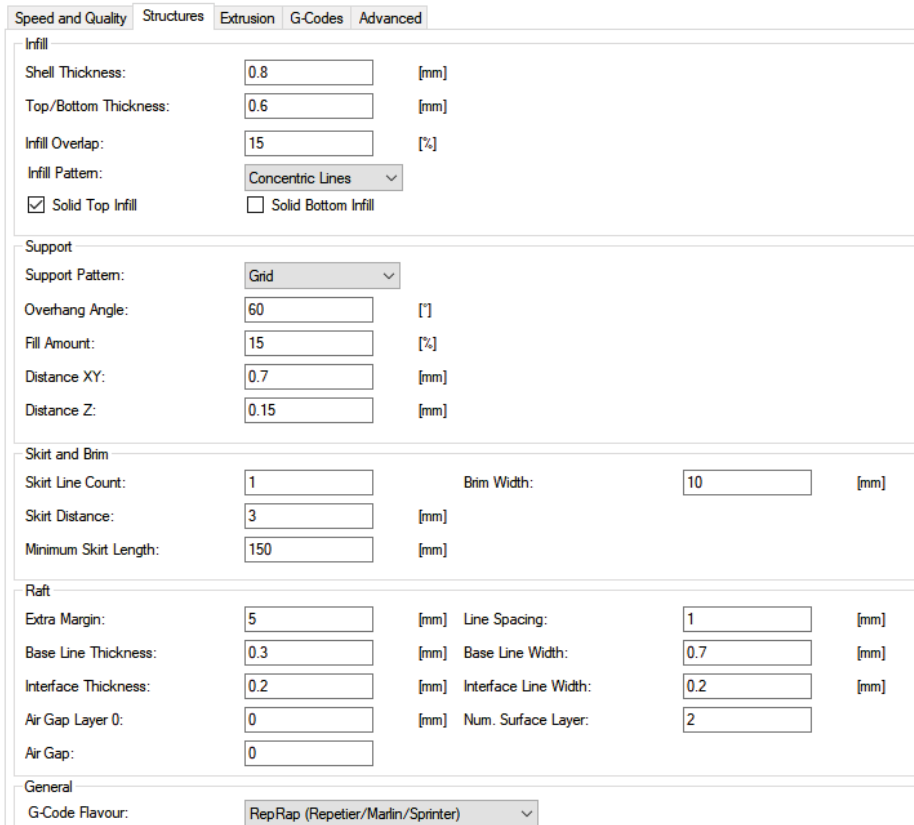 Speed and Quality Structures Extrusion G-Codes Advanced
Infill
Shell Thickness: 0.8 [mm]
Top/Bottom Thickness: 0.6 [mm]
Infill Overlap: 15 [%]
Infill Pattern: Concentric Lines
Solid Top Infill Solid Bottom Infill
Support
Support Pattern: Grid
Overhang Angle: 60 [°]
Fill Amount: 15 [%]
Distance XY: 0.7 [mm]
Distance Z: 0.15 [mm]
Skirt and Brim
Skirt Line Count: 1 Brim Width: 10 [mm]
Skirt Distance: 3 [mm]
Minimum Skirt Length: 150 [mm]
Raft
Extra Margin: 5 [mm] Line Spacing: 1 [mm]
Base Line Thickness: 0.3 [mm] Base Line Width: 0.7 [mm]
Interface Thickness: 0.2 [mm] Interface Line Width: 0.2 [mm]
Air Gap Layer 0: 0 [mm] Num. Surface Layer: 2
Air Gap: 0
General
G-Code Flavour: RepRap (Repetier/Marlin/Sprinter)